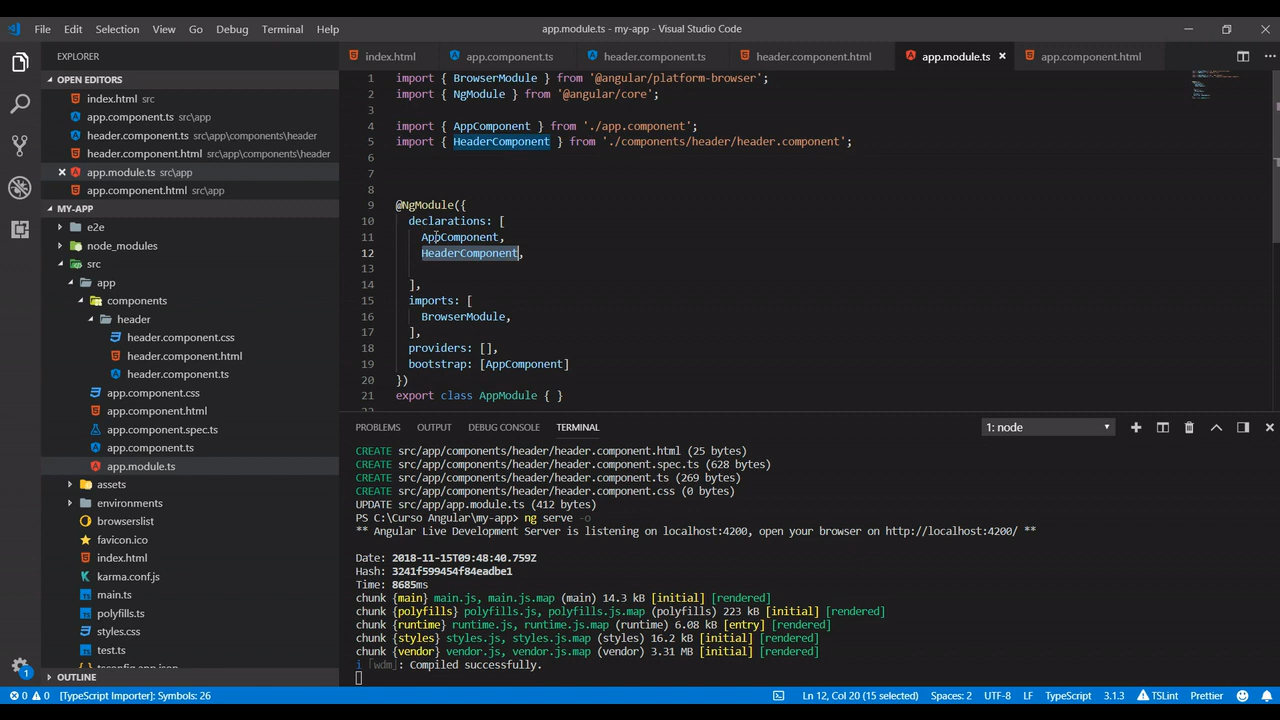 File Edit Selection View Go Debug Terminal Help
app.module.ts - my-app - Visual Studio Code
EXPLORER
OPEN EDITORS
index.html src
app.component.ts src\app
header.component.ts src\app\components\header
header.component.html src\app\components\header
app.module.ts src\app
app.component.html src\app
MY-APP
e2e
node_modules
src
app
components
header
header.component.css
header.component.html
header.component.ts
app.component.css
app.component.html
app.component.spec.ts
app.component.ts
app.module.ts
assets
environments
browserslist
favicon.ico
index.html
karma.conf.js
main.ts
polyfills.ts
styles.css
test.ts
tsconfig.app.json
OUTLINE
index.html app.component.ts header.component.ts header.component.html app.module.ts app.component.html
1 import { BrowserModule } from '@angular/platform-browser';
2 import { NgModule } from '@angular/core';
3
4 import { AppComponent } from './app.component';
5 import { HeaderComponent } from './components/header/header.component';
6
7
8
9 @NgModule({
10 declarations: [
11 AppComponent,
12 HeaderComponent,
13
14 ],
15 imports: [
16 BrowserModule,
17 ],
18 providers: [],
19 bootstrap: [AppComponent]
20 })
21 export class AppModule { }
22
PROBLEMS OUTPUT DEBUG CONSOLE TERMINAL 1: node
CREATE src/app/components/header/header.component.html (25 bytes)
CREATE src/app/components/header/header.component.spec.ts (628 bytes)
CREATE src/app/components/header/header.component.ts (269 bytes)
CREATE src/app/components/header/header.component.css (0 bytes)
UPDATE src/app/app.module.ts (412 bytes)
PS C:\Curso Angular\my-app> ng serve -o
** Angular Live Development Server is listening on localhost:4200, open your browser on http://localhost:4200/ **
Date: 2018-11-15T09:48:40.759Z
Hash: 3241f599454f84eadbe1
Time: 8685ms
chunk {main} main.js, main.js.map (main) 14.3 kB [initial] [rendered]
chunk {polyfills} polyfills.js, polyfills.js.map (polyfills) 223 kB [initial] [rendered]
chunk {runtime} runtime.js, runtime.js.map (runtime) 6.08 kB [entry] [rendered]
chunk {styles} styles.js, styles.js.map (styles) 16.2 kB [initial] [rendered]
chunk {vendor} vendor.js, vendor.js.map (vendor) 3.31 MB [initial] [rendered]
i ｢wdm｣: Compiled successfully.
1
0 0 [TypeScript Importer]: Symbols: 26 Ln 12, Col 20 (15 selected) Spaces: 2 UTF-8 LF TypeScript 3.1.3 TSLint Prettier